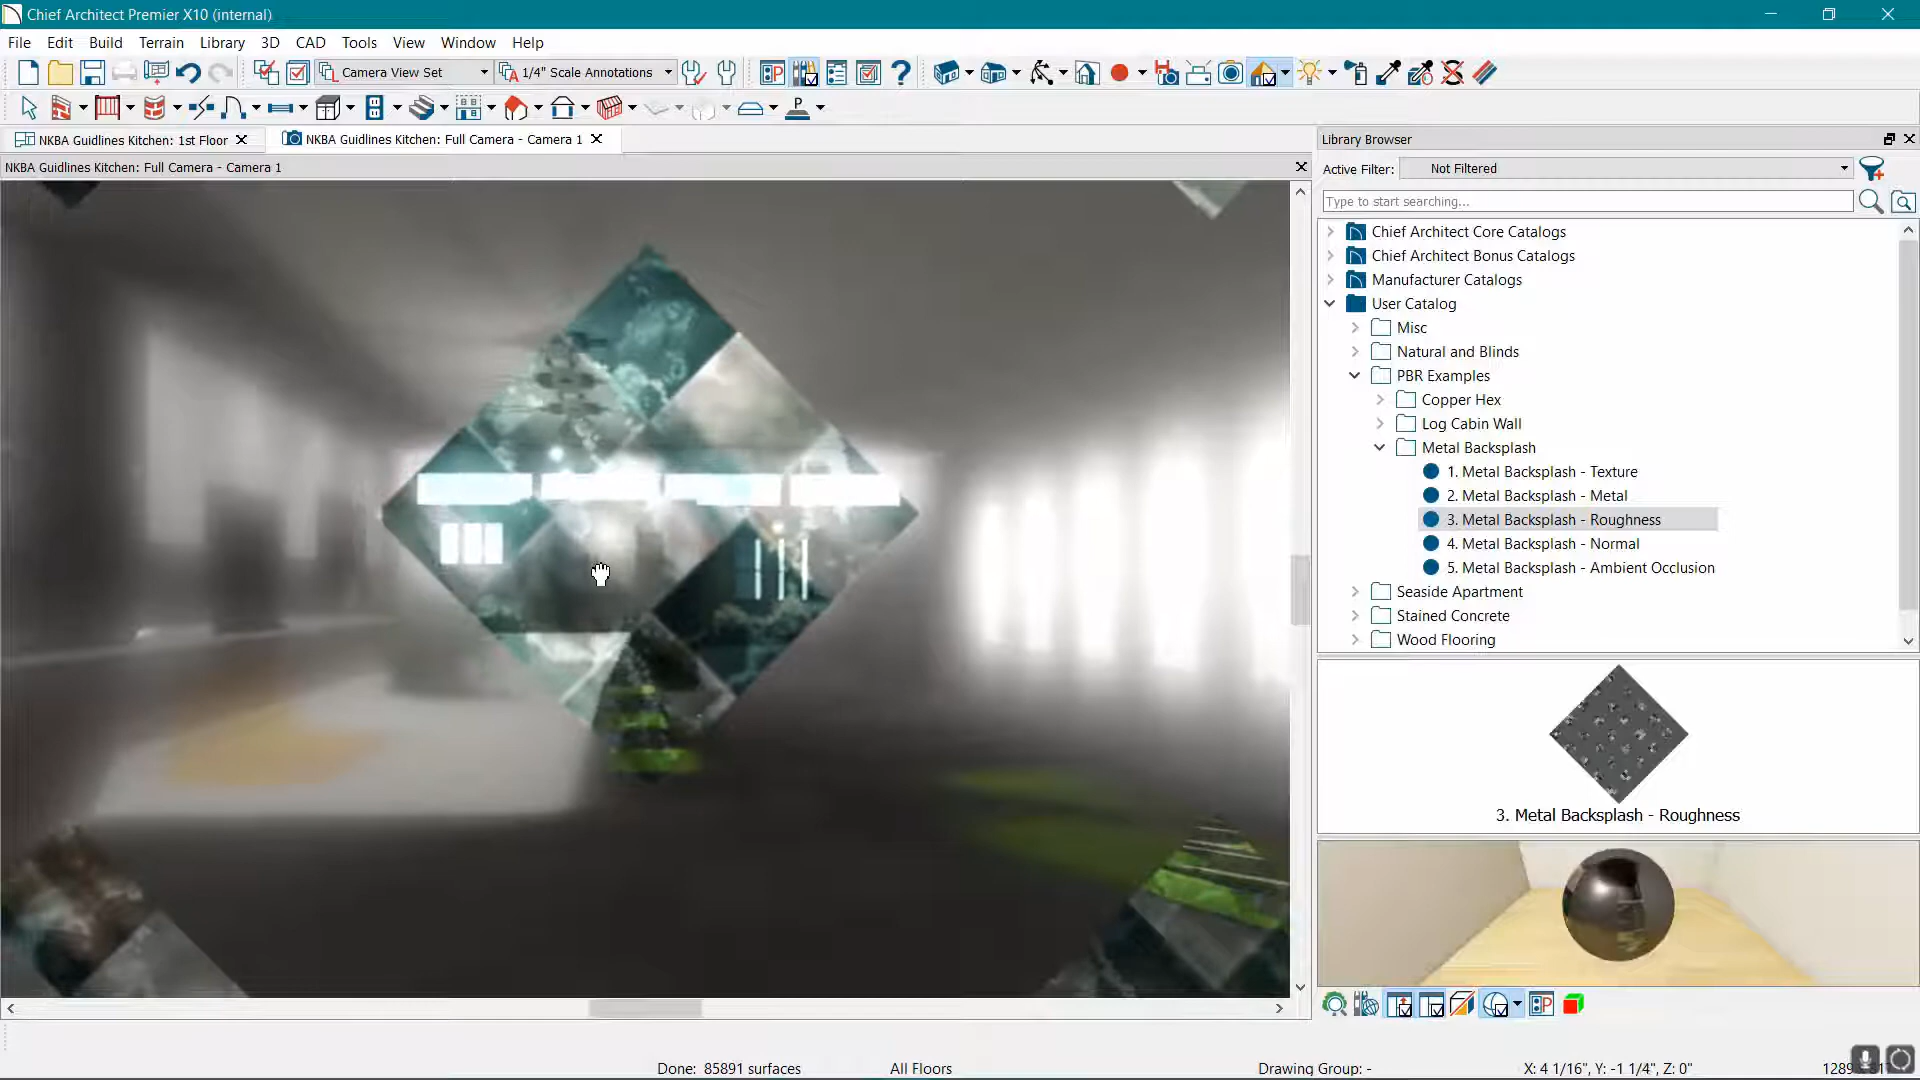 Chief Architect Premier X10 (internal)
File Edit Build Terrain Library 3D CAD Tools View Window Help
Camera View Set 1/4" Scale Annotations
P
NKBA Guidlines Kitchen: 1st Floor NKBA Guidlines Kitchen: Full Camera - Camera 1
NKBA Guidlines Kitchen: Full Camera - Camera 1
Library Browser
Active Filter: Not Filtered
Type to start searching...
Chief Architect Core Catalogs
Chief Architect Bonus Catalogs
Manufacturer Catalogs
User Catalog
Misc
Natural and Blinds
PBR Examples
Copper Hex
Log Cabin Wall
Metal Backsplash
1. Metal Backsplash - Texture
2. Metal Backsplash - Metal
3. Metal Backsplash - Roughness
4. Metal Backsplash - Normal
5. Metal Backsplash - Ambient Occlusion
Seaside Apartment
Stained Concrete
Wood Flooring
3. Metal Backsplash - Roughness
Done: 85891 surfaces All Floors Drawing Group: - X: 4 1/16", Y: -1 1/4", Z: 0"